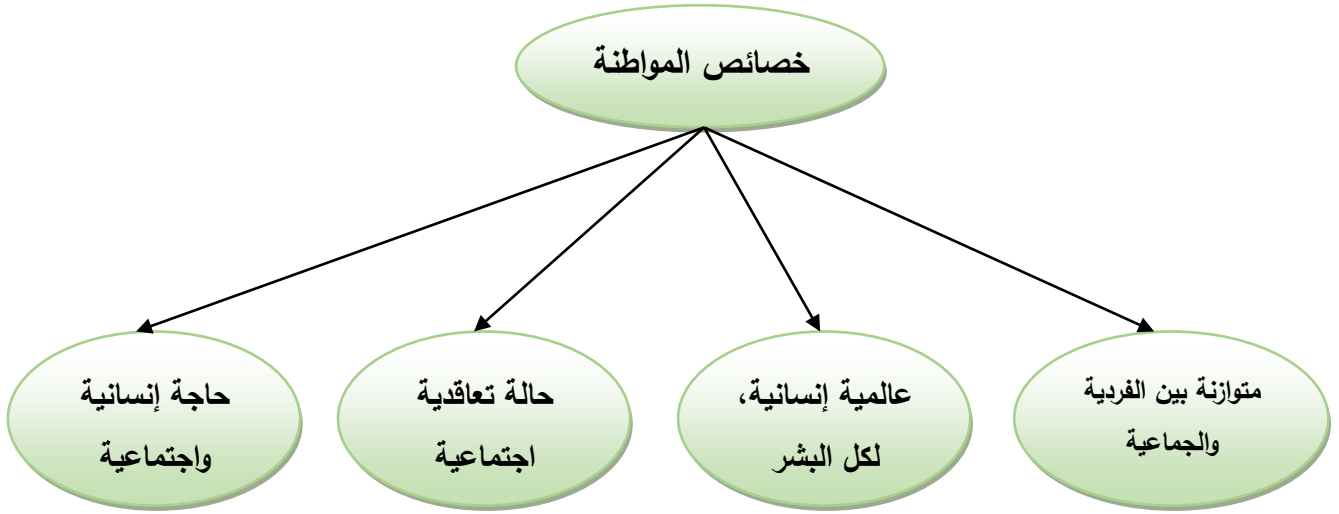 خصائص المواطنة
متوازنة بين الفردية
والجماعية
عالمية إنسانية،
لكل البشر
حالة تعاقدية
اجتماعية
حاجة إنسانية
واجتماعية